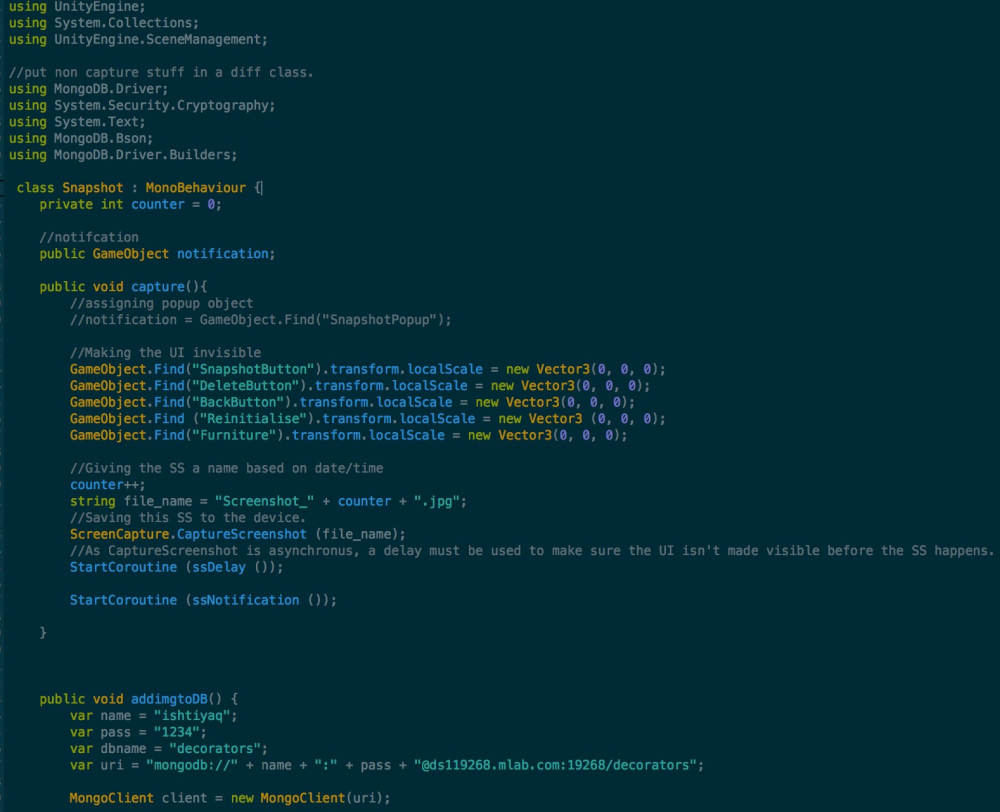 using UnityEngine;
using System.Collections;
using UnityEngine.SceneManagement;
//put non capture stuff in a diff class.
using MongoDB.Driver;
using System.Security.Cryptography;
using System.Text;
using MongoDB.Bson;
using MongoDB.Driver.Builders;
class Snapshot : MonoBehaviour {
private int counter = 0;
//notifcation
public GameObject notification;
public void capture(){
//assigning popup object
//notification = GameObject.Find("SnapshotPopup");
//Making the UI invisible
GameObject.Find("SnapshotButton").transform.localScale = new Vector3(0, 0, 0);
GameObject.Find("DeleteButton").transform.localScale = new Vector3(0, 0, 0);
GameObject.Find("BackButton").transform.localScale = new Vector3(0, 0, 0);
GameObject.Find ("Reinitialise").transform.localScale = new Vector3 (0, 0, 0);
GameObject.Find("Furniture").transform.localScale = new Vector3(0, 0, 0);
//Giving the SS a name based on date/time
counter++;
string file_name = "Screenshot_" + counter + ".jpg";
//Saving this SS to the device.
ScreenCapture.CaptureScreenshot (file_name);
//As CaptureScreenshot is asynchronus, a delay must be used to make sure the UI isn't made visible before the SS happens.
StartCoroutine (ssDelay ());
StartCoroutine (ssNotification ());
}
public void addimgtoDB() {
var name = "ishtiyaq";
var pass = "1234";
var dbname = "decorators";
var uri = "mongodb://" + name + ":" + pass + "@ds119268.mlab.com:19268/decorators";
MongoClient client = new MongoClient(uri);